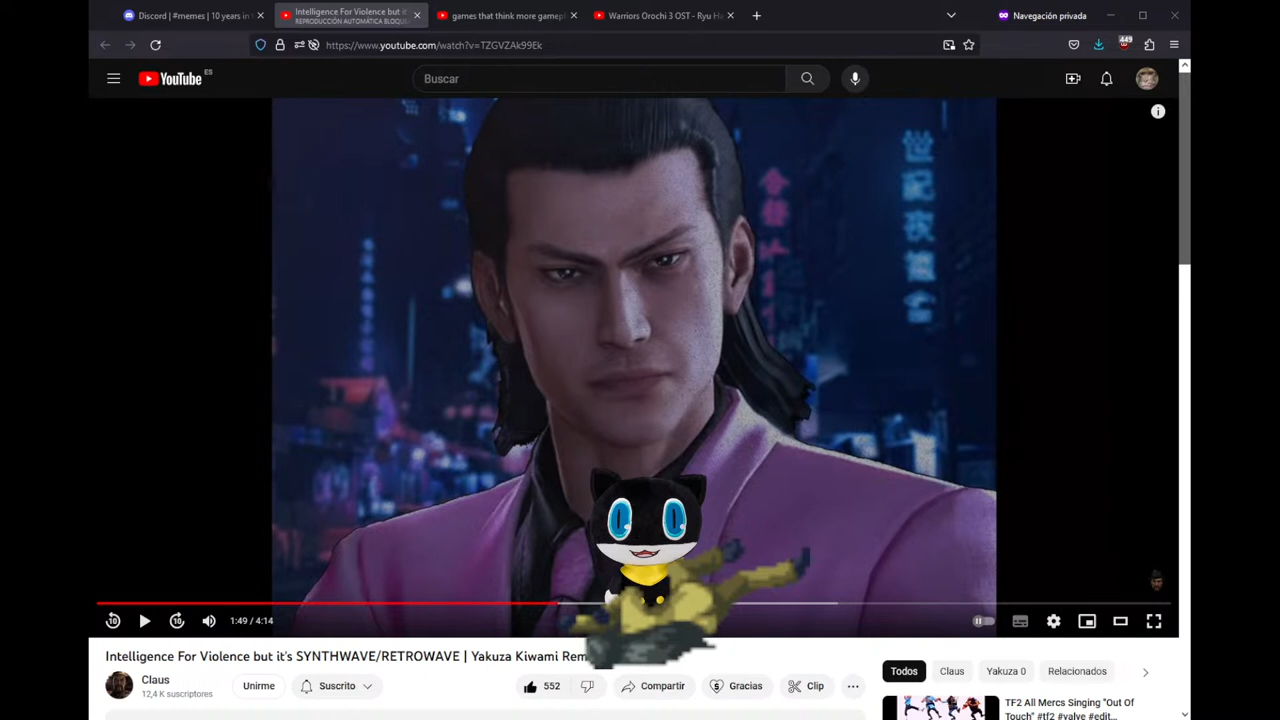 Discord | #memes | 10 years in t
Intelligence For Violence but it's
REPRODUCCIÓN AUTOMÁTICA BLOQUE
games that think more gamepl
Warriors Orochi 3 OST - Ryu Ha
Navegación privada
https://www.youtube.com/watch?v=TZGVZAk99Ek
449
YouTube ES
Buscar
1:49 / 4:14
Intelligence For Violence but it's SYNTHWAVE/RETROWAVE | Yakuza Kiwami Rem
Claus
12,4 K suscriptores
Unirme
Suscrito
552
Compartir
Gracias
Clip
Todos
Claus
Yakuza 0
Relacionados
TF2 All Mercs Singing "Out Of
Touch" #tf2 #valve #edit...